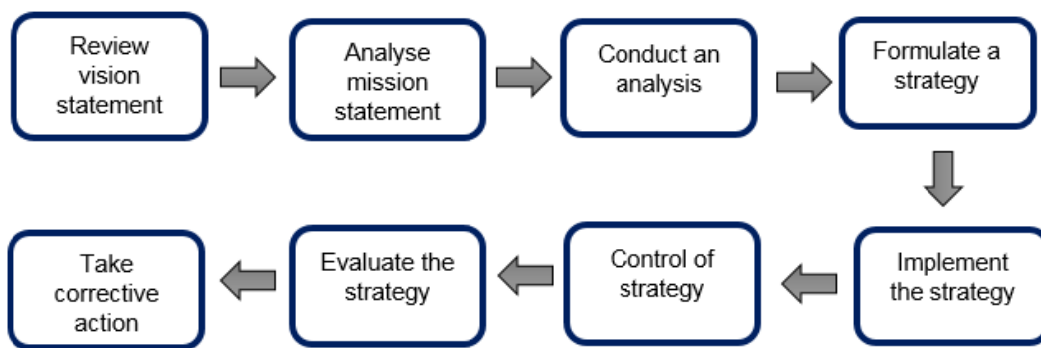 Review
vision
statement
Analyse
mission
statement
Conduct an
analysis
Formulate a
strategy
Implement
the strategy
Control of
strategy
Evaluate the
strategy
Take
corrective
action